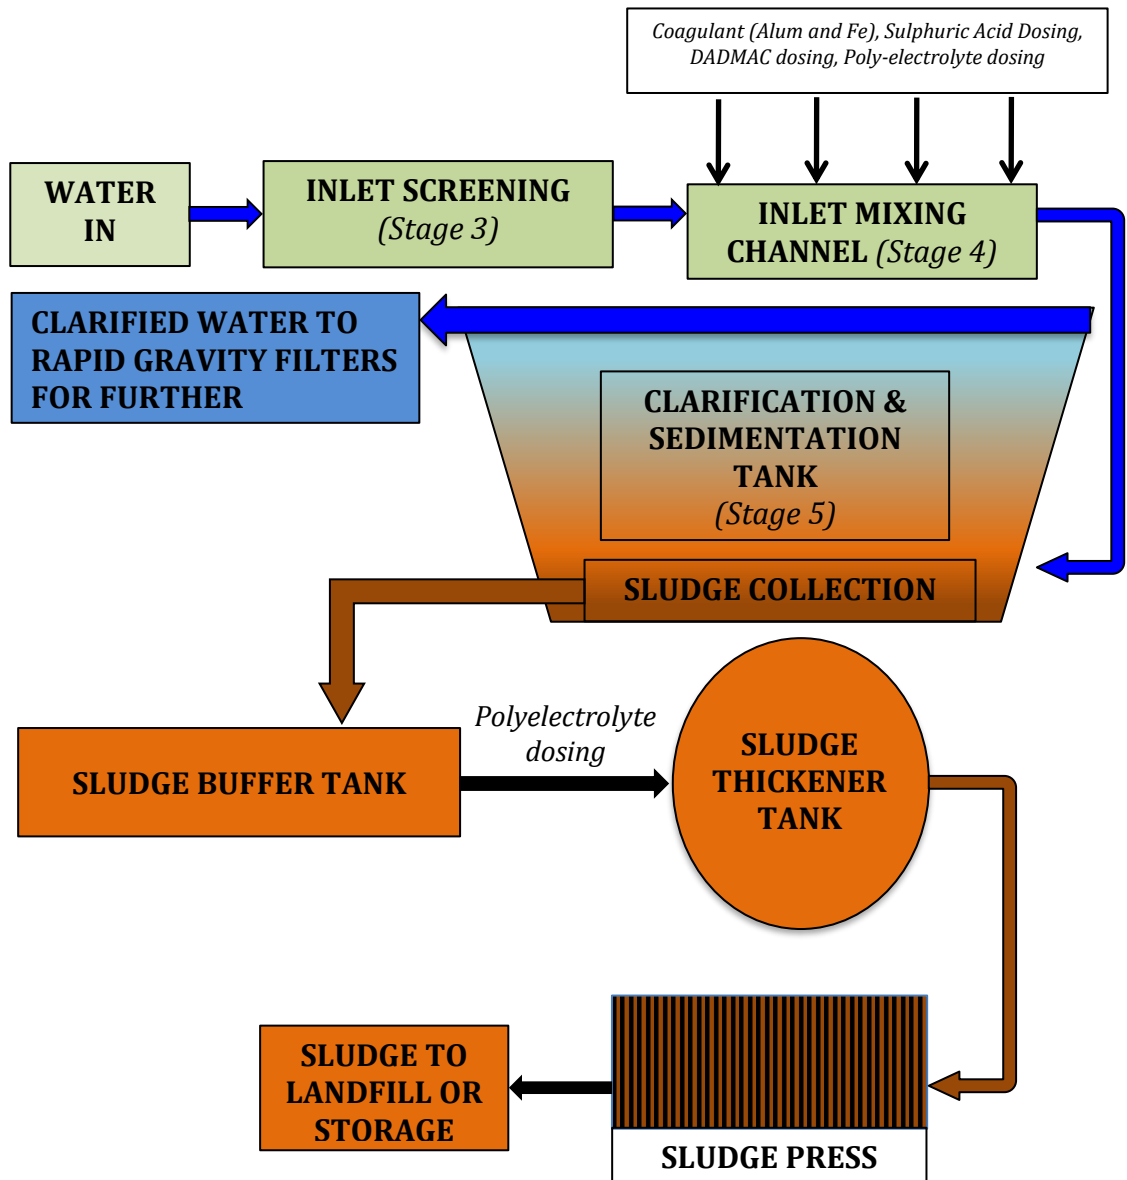 Coagulant (Alum and Fe), Sulphuric Acid Dosing,
DADMAC dosing, Poly-electrolyte dosing
WATER
IN
INLET SCREENING
(Stage 3)
INLET MIXING
CHANNEL (Stage 4)
CLARIFIED WATER TO
RAPID GRAVITY FILTERS
FOR FURTHER
CLARIFICATION &
SEDIMENTATION
TANK
(Stage 5)
SLUDGE COLLECTION
Polyelectrolyte
dosing
SLUDGE BUFFER TANK
SLUDGE
THICKENER
TANK
SLUDGE TO
LANDFILL OR
STORAGE
SLUDGE PRESS